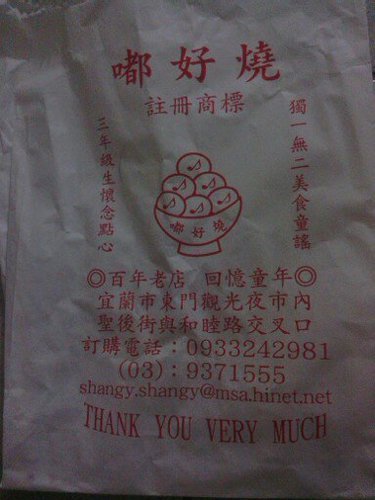 嘟好燒
註冊商標
獨一無二美食童謠
三年級生懷念點心
嘟好燒
◎百年老店 回憶童年◎
宜蘭市東門觀光夜市內
聖後街與和睦路交叉口
訂購電話：0933242981
(03)：9371555
shangy.shangy@msa.hinet.net
THANK YOU VERY MUCH